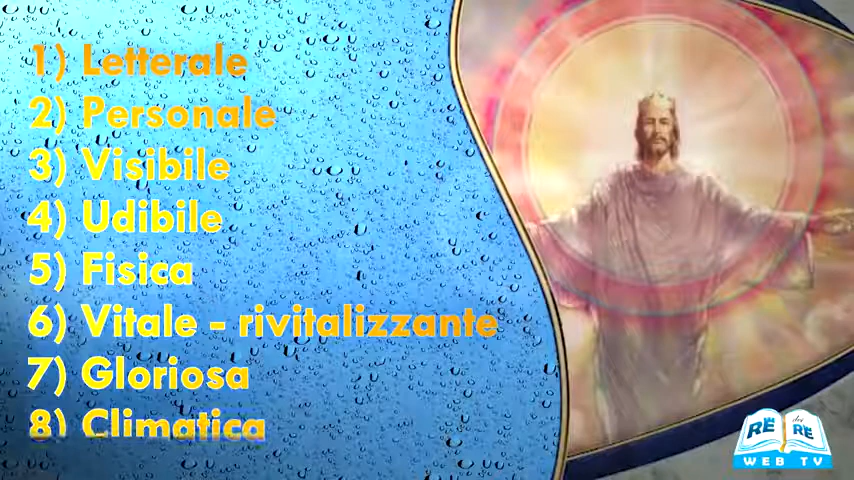 1) Letterale
2) Personale
3) Visibile
4) Udibile
5) Fisica
6) Vitale - rivitalizzante
7) Gloriosa
8) Climatica
RE dei RE
WEB TV